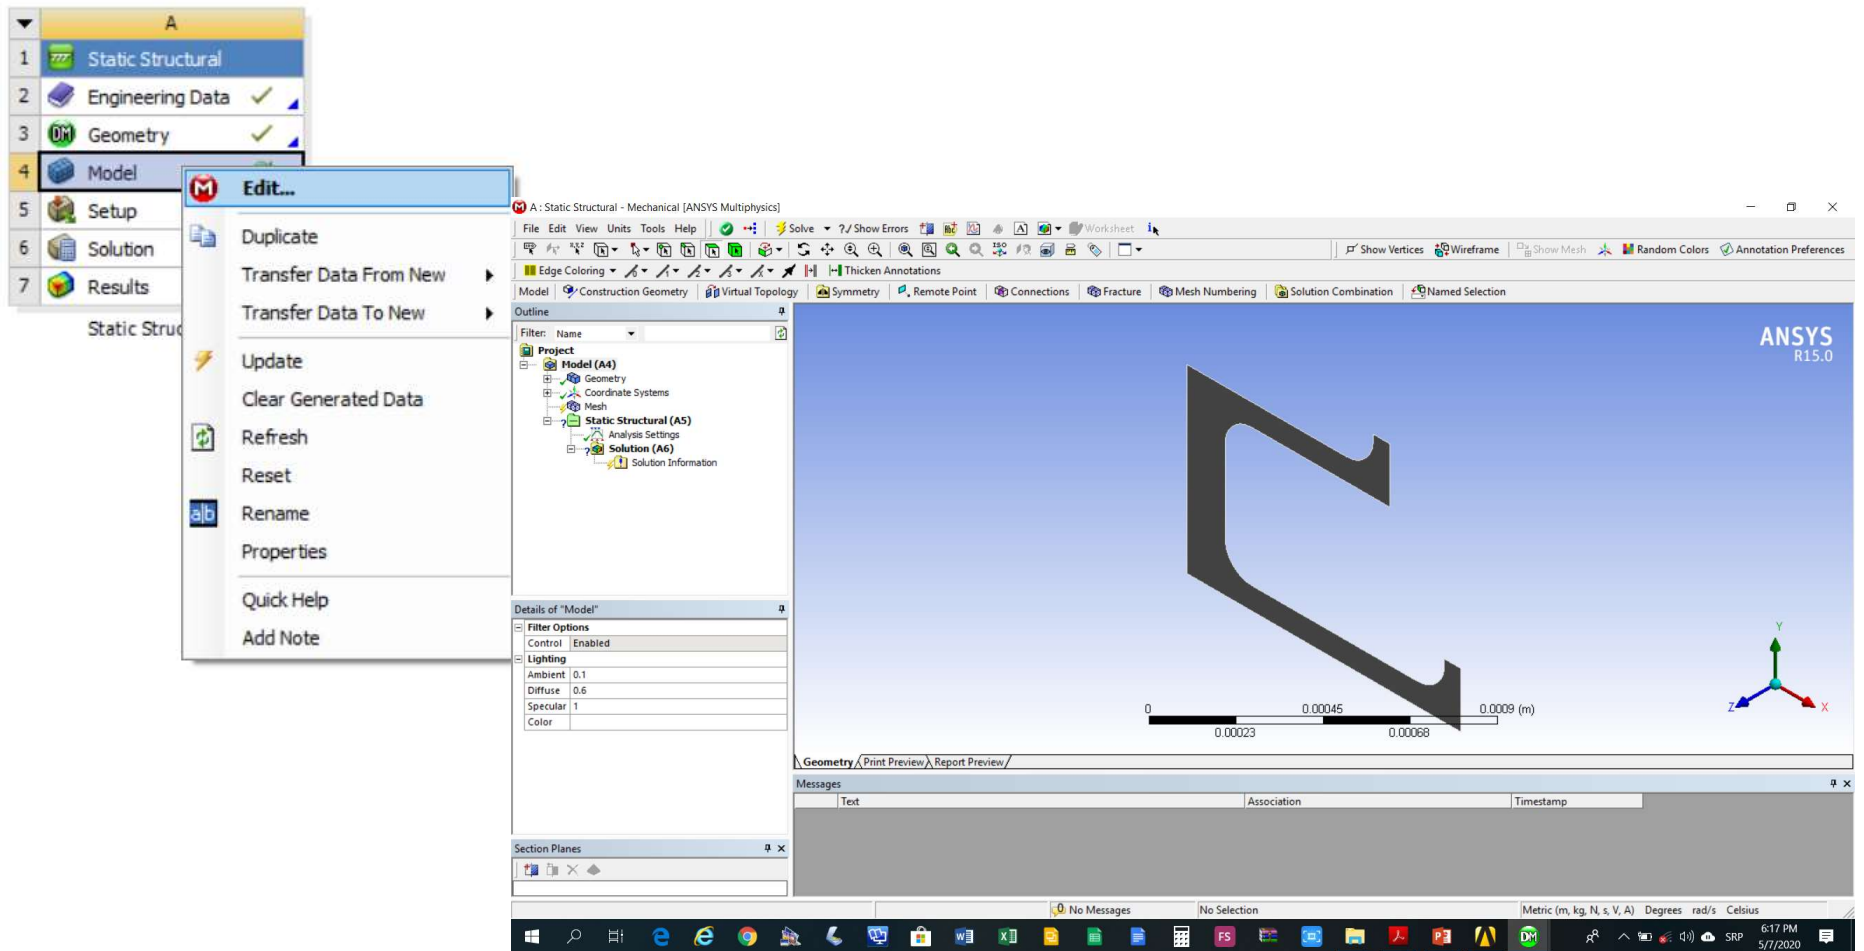 A
1 Static Structural
2 Engineering Data
3 DM Geometry
4 Model
5 Setup
6 Solution
7 Results
Static Struc
Edit...
Duplicate
Transfer Data From New
Transfer Data To New
Update
Clear Generated Data
Refresh
Reset
Rename
Properties
Quick Help
Add Note
A : Static Structural - Mechanical [ANSYS Multiphysics]
File Edit View Units Tools Help Solve ?/ Show Errors Worksheet
Show Vertices Wireframe Show Mesh Random Colors Annotation Preferences
Edge Coloring Thicken Annotations
Model Construction Geometry Virtual Topology Symmetry Remote Point Connections Fracture Mesh Numbering Solution Combination Named Selection
Outline
Filter: Name
Project
Model (A4)
Geometry
Coordinate Systems
Mesh
Static Structural (A5)
Analysis Settings
Solution (A6)
Solution Information
Details of "Model"
Filter Options
Control Enabled
Lighting
Ambient 0.1
Diffuse 0.6
Specular 1
Color
Section Planes
ANSYS
R15.0
Y
Z X
0 0.00045 0.0009 (m)
0.00023 0.00068
Geometry Print Preview Report Preview
Messages
Text Association Timestamp
0 No Messages No Selection Metric (m, kg, N, s, V, A) Degrees rad/s Celsius
FS DM SRP 6:17 PM
5/7/2020